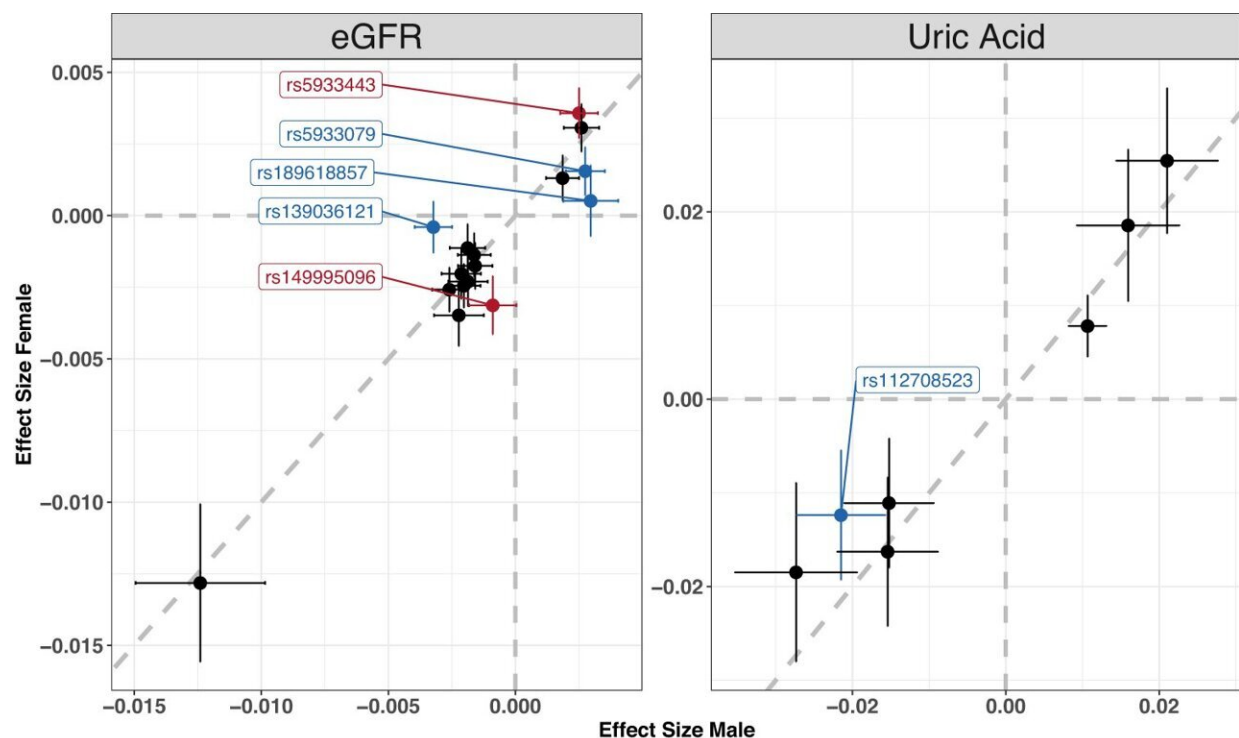 eGFR
Uric Acid
Effect Size Female
0.005
0.000
−0.005
−0.010
−0.015
rs5933443
rs5933079
rs189618857
rs139036121
rs149995096
−0.015
−0.010
−0.005
0.000
0.02
0.00
−0.02
rs112708523
−0.02
0.00
0.02
Effect Size Male